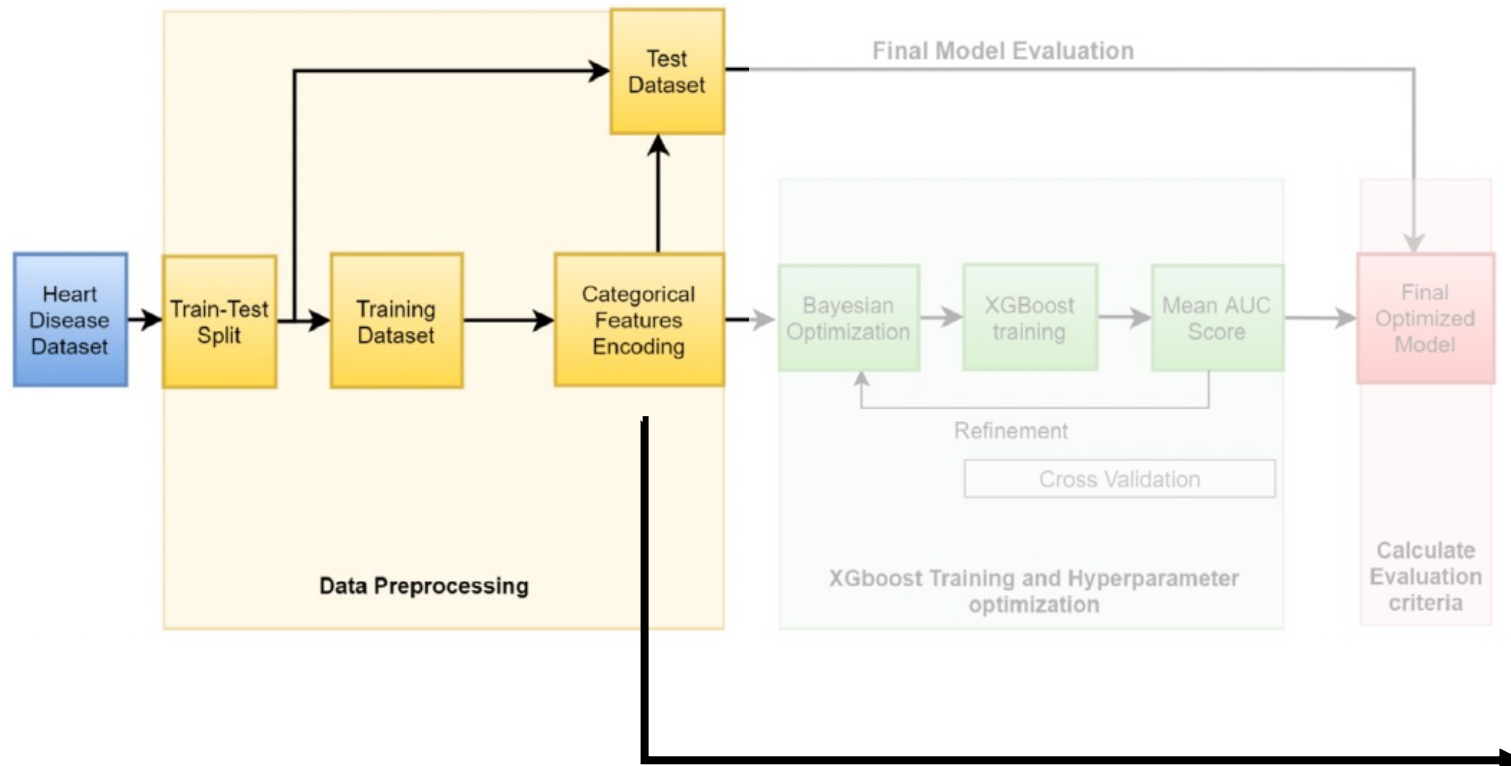 Test
Dataset
Final Model Evaluation
Heart
Disease
Dataset
Train-Test
Split
Training
Dataset
Categorical
Features
Encoding
Bayesian
Optimization
XGBoost
training
Mean AUC
Score
Final
Optimized
Model
Refinement
Cross Validation
Data Preprocessing
XGboost Training and Hyperparameter
optimization
Calculate
Evaluation
criteria